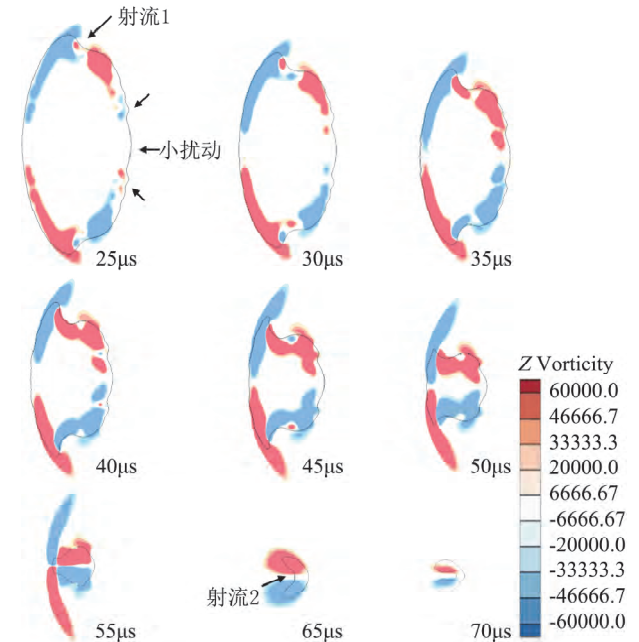 射流1
小扰动
25μs
30μs
35μs
40μs
45μs
50μs
Z Vorticity
60000.0
46666.7
33333.3
20000.0
6666.67
-6666.67
-20000.0
-33333.3
-46666.7
-60000.0
射流2
55μs
65μs
70μs